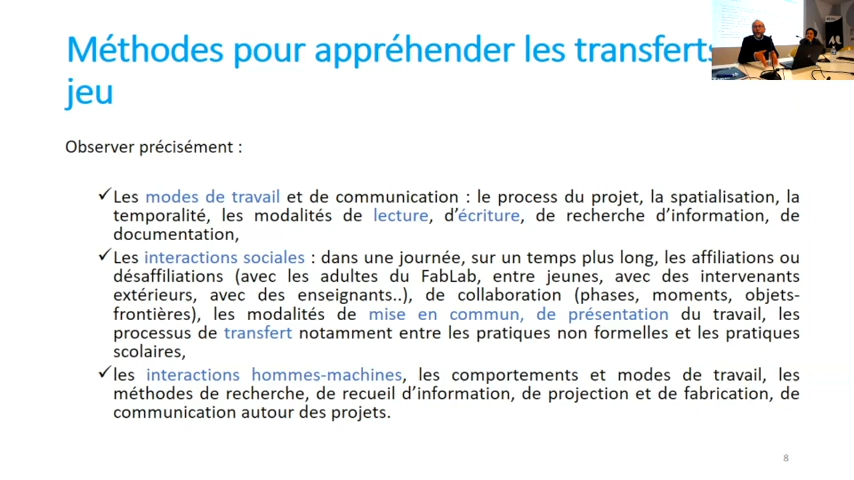 Méthodes pour appréhender les transferts
jeu
Observer précisément :
✓Les modes de travail et de communication : le process du projet, la spatialisation, la
temporalité, les modalités de lecture, d’écriture, de recherche d’information, de
documentation,
✓Les interactions sociales : dans une journée, sur un temps plus long, les affiliations ou
désaffiliations (avec les adultes du FabLab, entre jeunes, avec des intervenants
extérieurs, avec des enseignants..), de collaboration (phases, moments, objets-
frontières), les modalités de mise en commun, de présentation du travail, les
processus de transfert notamment entre les pratiques non formelles et les pratiques
scolaires,
✓les interactions hommes-machines, les comportements et modes de travail, les
méthodes de recherche, de recueil d’information, de projection et de fabrication, de
communication autour des projets.
8